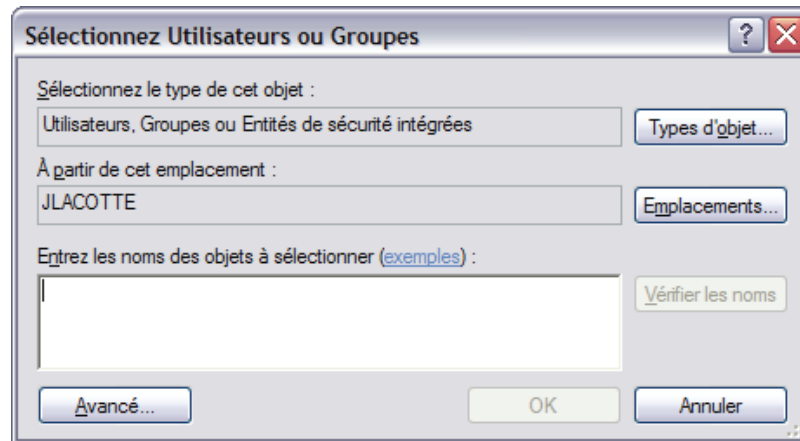 Sélectionnez Utilisateurs ou Groupes
Sélectionnez le type de cet objet :
Utilisateurs, Groupes ou Entités de sécurité intégrées
Types d'objet...
À partir de cet emplacement :
JLACOTTE
Emplacements...
Entrez les noms des objets à sélectionner (exemples) :
Vérifier les noms
Avancé...
OK
Annuler